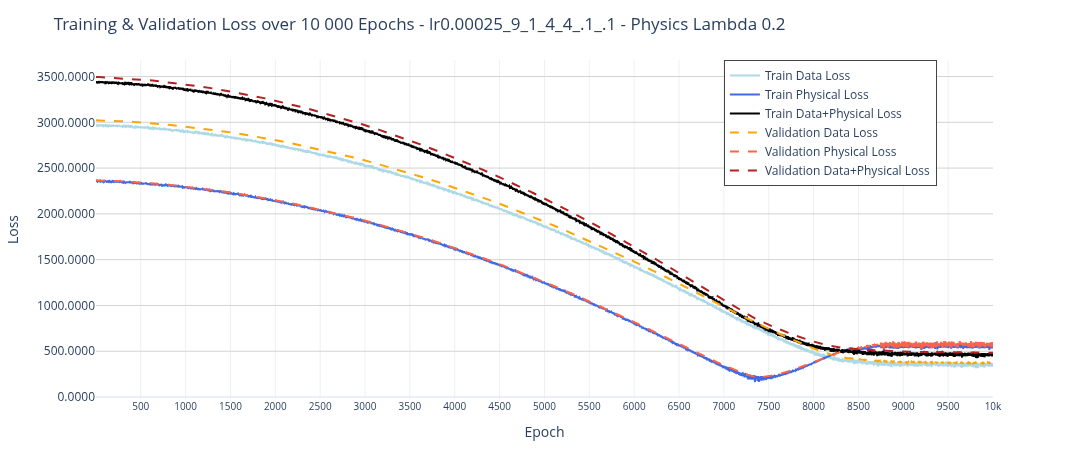 Training & Validation Loss over 10 000 Epochs - lr0.00025_9_1_4_4_.1_.1 - Physics Lambda 0.2
Train Data Loss
Train Physical Loss
Train Data+Physical Loss
Validation Data Loss
Validation Physical Loss
Validation Data+Physical Loss
3500.0000
3000.0000
2500.0000
2000.0000
1500.0000
1000.0000
500.0000
0.0000
Loss
500 1000 1500 2000 2500 3000 3500 4000 4500 5000 5500 6000 6500 7000 7500 8000 8500 9000 9500 10k
Epoch